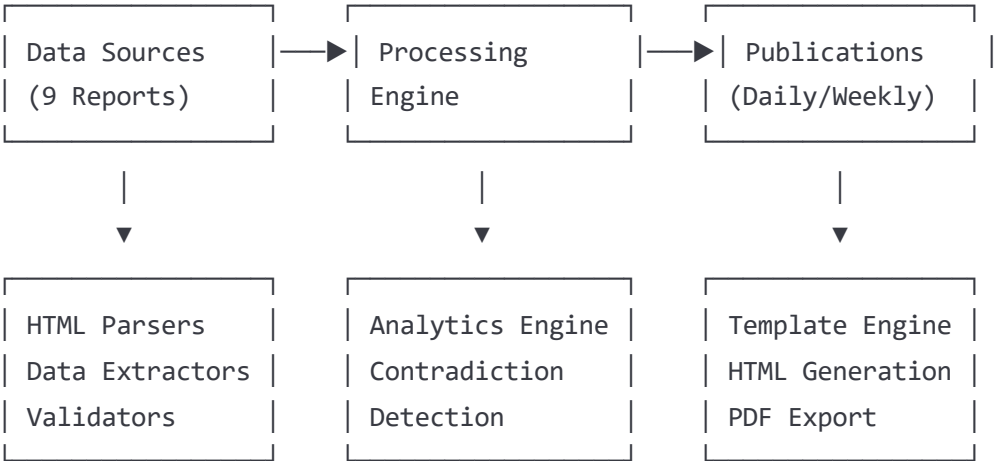 Data Sources
(9 Reports)
Processing
Engine
Publications
(Daily/Weekly)
HTML Parsers
Data Extractors
Validators
Analytics Engine
Contradiction
Detection
Template Engine
HTML Generation
PDF Export